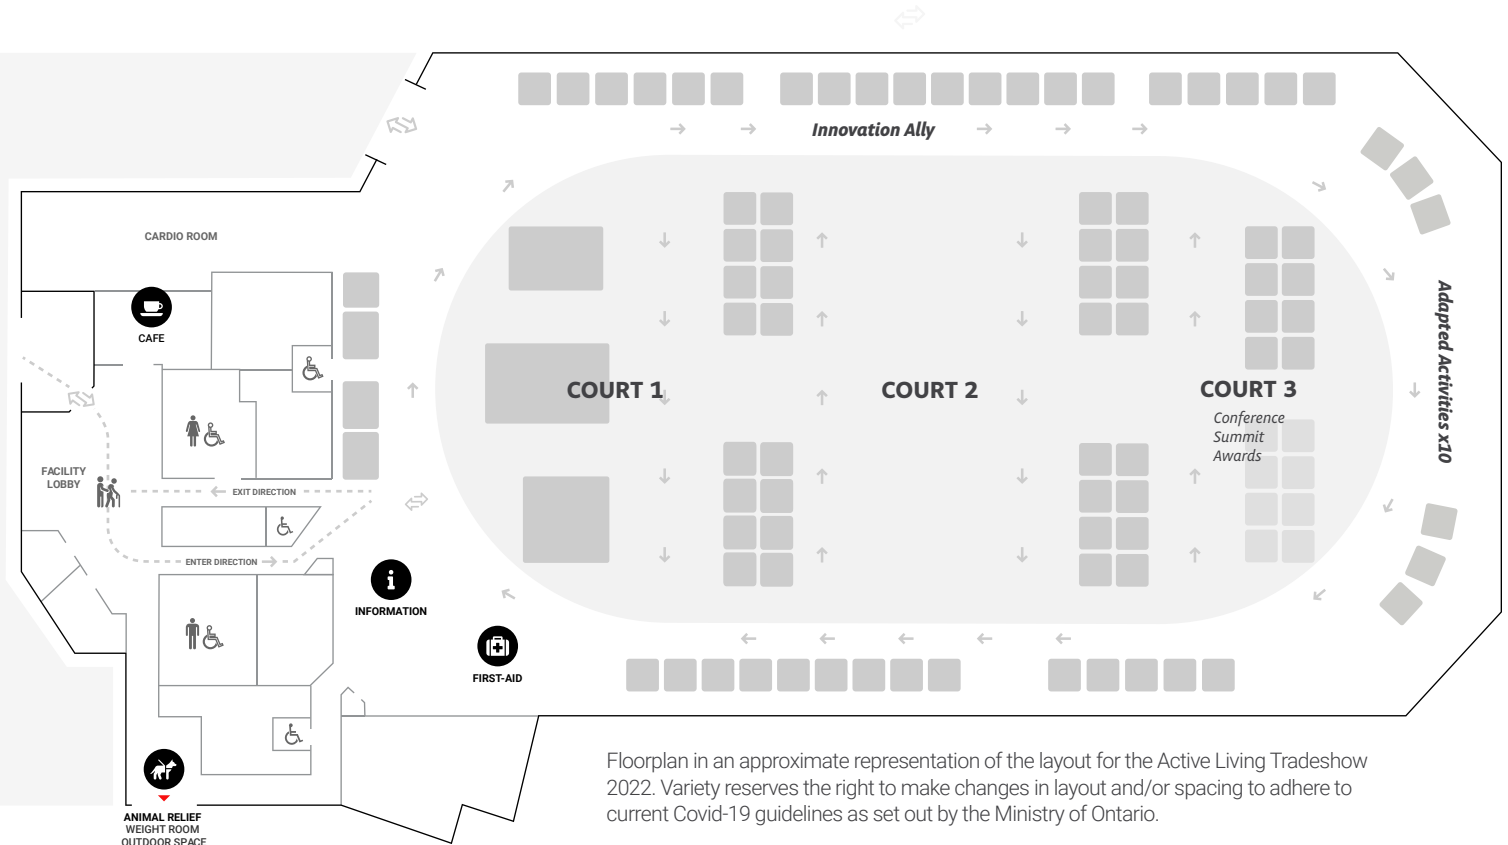 Innovation Ally
CARDIO ROOM
CAFE
Adapted Activities x10
COURT 1
COURT 2
COURT 3
Conference
Summit
Awards
FACILITY
LOBBY
EXIT DIRECTION
ENTER DIRECTION
INFORMATION
FIRST-AID
Floorplan in an approximate representation of the layout for the Active Living Tradeshow
2022. Variety reserves the right to make changes in layout and/or spacing to adhere to
current Covid-19 guidelines as set out by the Ministry of Ontario.
ANIMAL RELIEF
WEIGHT ROOM
OUTDOOR SPACE